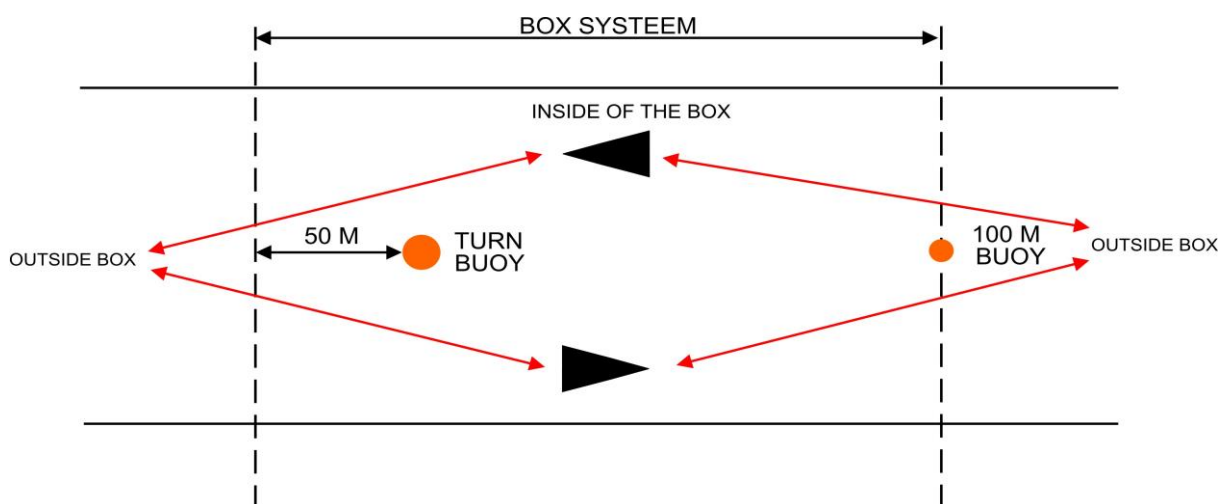 BOX SYSTEEM
INSIDE OF THE BOX
50 M
TURN
BUOY
100 M
BUOY
OUTSIDE BOX
OUTSIDE BOX